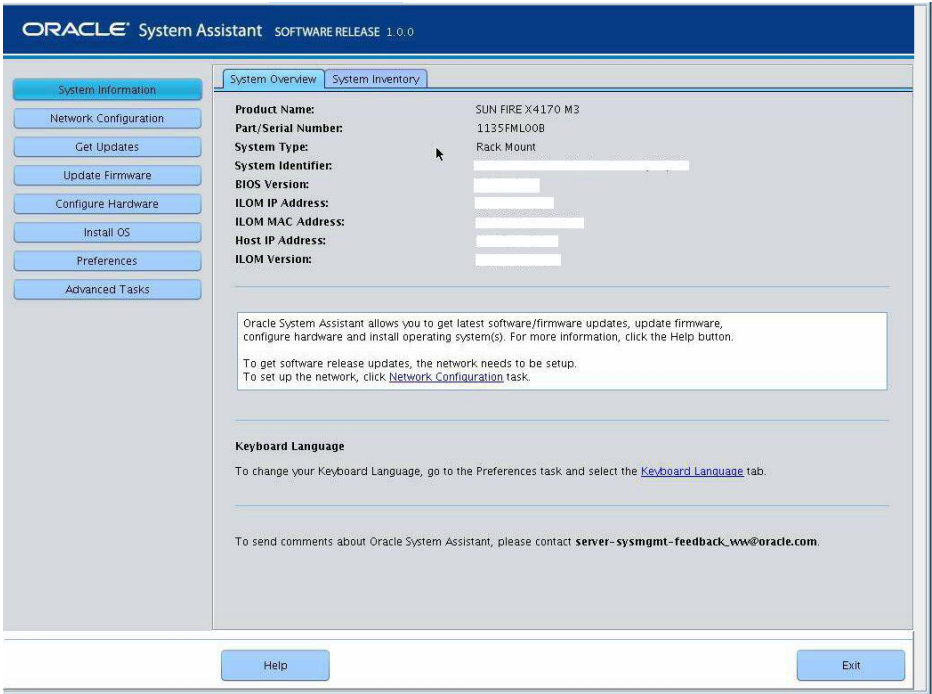 ORACLE System Assistant SOFTWARE RELEASE 1.0.0
System Information
Network Configuration
Get Updates
Update Firmware
Configure Hardware
Install OS
Preferences
Advanced Tasks
System Overview System Inventory
Product Name: SUN FIRE X4170 M3
Part/Serial Number: 1135FML00B
System Type: Rack Mount
System Identifier:
BIOS Version:
ILOM IP Address:
ILOM MAC Address:
Host IP Address:
ILOM Version:
Oracle System Assistant allows you to get latest software/firmware updates, update firmware,
configure hardware and install operating system(s). For more information, click the Help button.
To get software release updates, the network needs to be setup.
To set up the network, click Network Configuration task.
Keyboard Language
To change your Keyboard Language, go to the Preferences task and select the Keyboard Language tab.
To send comments about Oracle System Assistant, please contact server-sysmgmt-feedback_ww@oracle.com.
Help
Exit